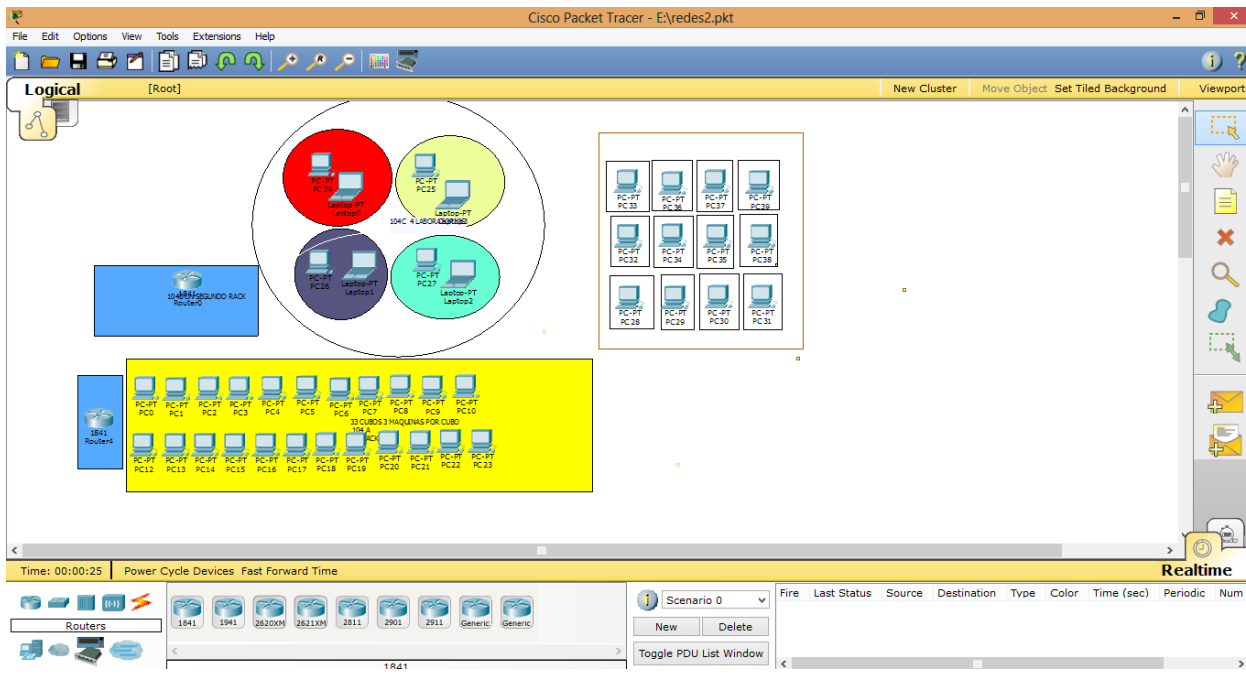 Cisco Packet Tracer - E:\redes2.pkt
File Edit Options View Tools Extensions Help
Logical [Root] New Cluster Move Object Set Tiled Background Viewport
PC-PT
PC24
Laptop-PT
Laptop0
PC-PT
PC25
Laptop-PT
104C 4
PC-PT
PC26
Laptop-PT
Laptop1
PC-PT
PC27
Laptop-PT
Laptop2
SEGUNDO RACK
Router0
PC-PT
PC33
PC-PT
PC36
PC-PT
PC37
PC-PT
PC39
PC-PT
PC32
PC-PT
PC34
PC-PT
PC35
PC-PT
PC38
PC-PT
PC28
PC-PT
PC29
PC-PT
PC30
PC-PT
PC31
1841
Router4
PC-PT
PC0
PC-PT
PC1
PC-PT
PC2
PC-PT
PC3
PC-PT
PC4
PC-PT
PC5
PC-PT
PC6
PC-PT
PC7
PC-PT
PC8
PC-PT
PC9
PC-PT
PC10
33 CUBOS 3 MAQUINAS POR CUBO
104 A
PC-PT
PC12
PC-PT
PC13
PC-PT
PC14
PC-PT
PC15
PC-PT
PC16
PC-PT
PC17
PC-PT
PC18
PC-PT
PC19
PC-PT
PC20
PC-PT
PC21
PC-PT
PC22
PC-PT
PC23
Time: 00:00:25 Power Cycle Devices Fast Forward Time Realtime
Routers
1841 1941 2620XM 2621XM 2811 2901 2911 Generic Generic
1841
Scenario 0
New Delete
Toggle PDU List Window
Fire Last Status Source Destination Type Color Time (sec) Periodic Num